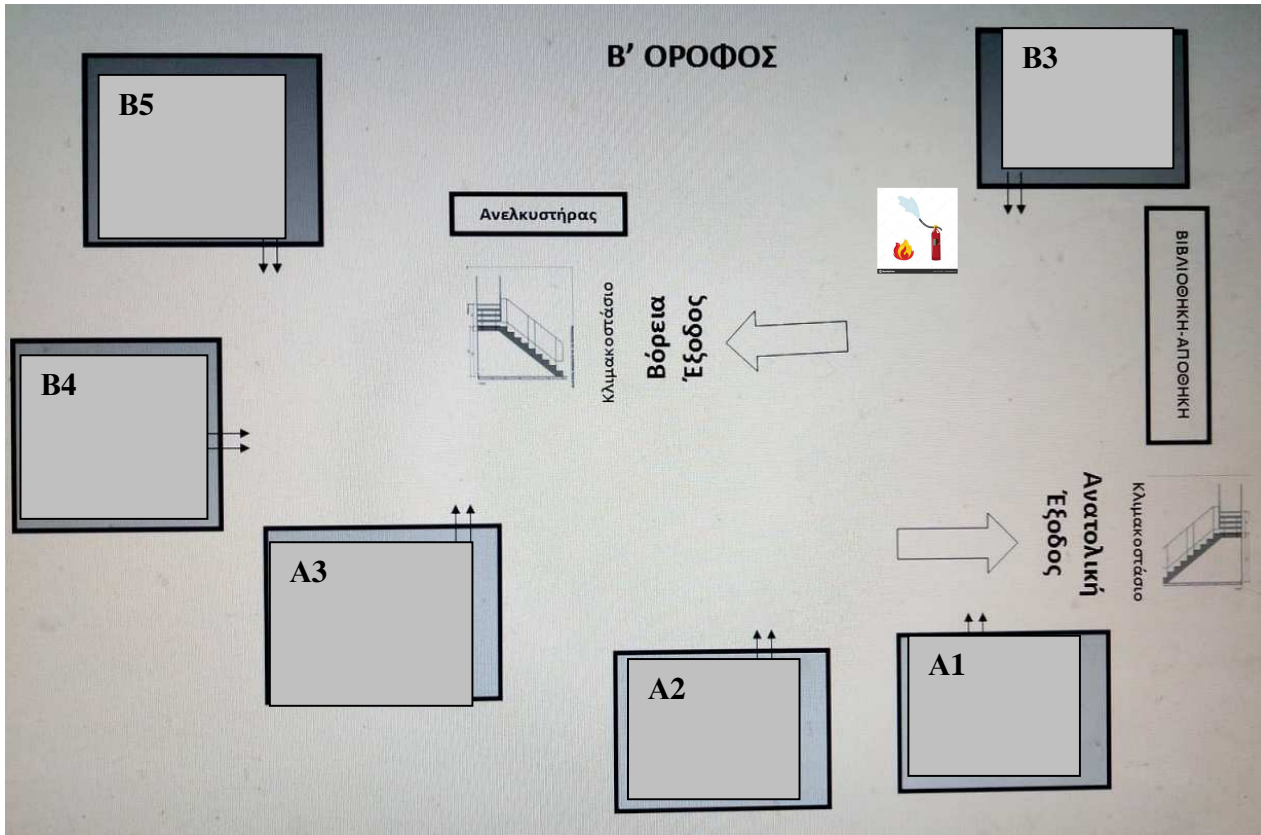 Β' ΟΡΟΦΟΣ
Β5
Β3
Ανελκυστήρας
ΒΙΒΛΙΟΘΗΚΗ-ΑΠΟΘΗΚΗ
Κλιμακοστάσιο
Βόρεια
Έξοδος
Β4
Ανατολική
Έξοδος
Κλιμακοστάσιο
Α3
Α2
Α1